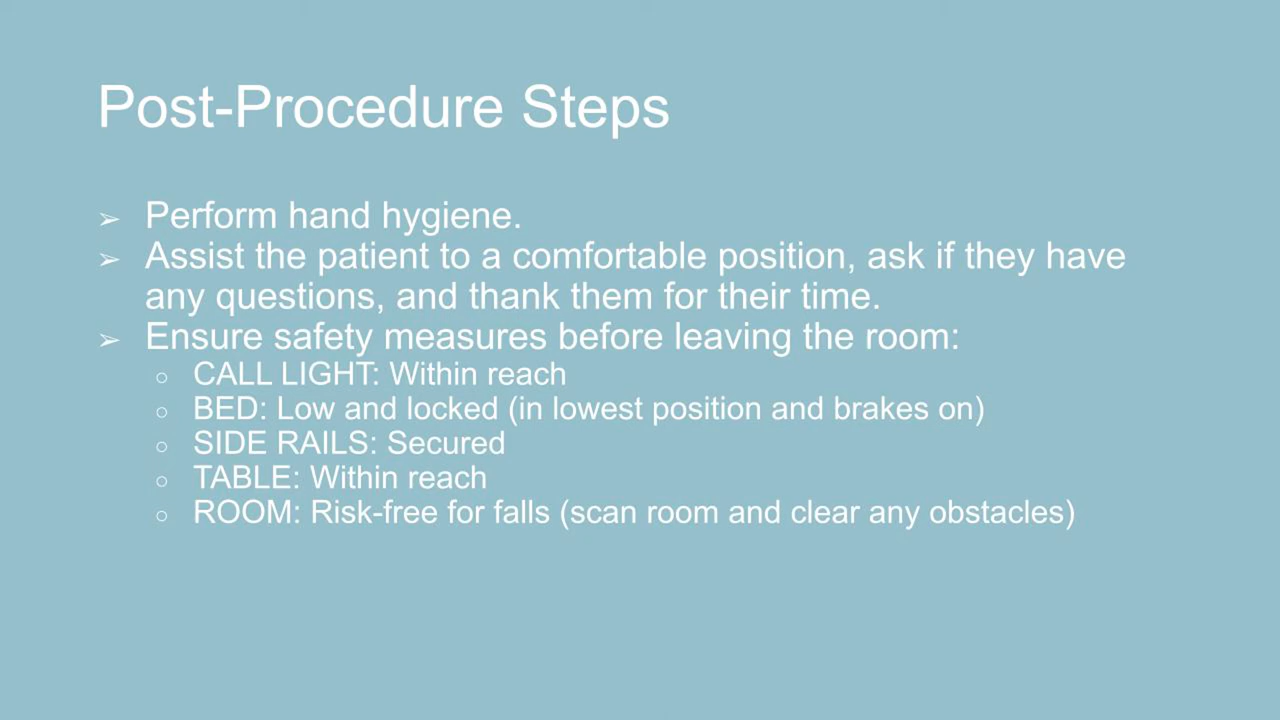 Post-Procedure Steps
➢ Perform hand hygiene.
➢ Assist the patient to a comfortable position, ask if they have
any questions, and thank them for their time.
➢ Ensure safety measures before leaving the room:
○ CALL LIGHT: Within reach
○ BED: Low and locked (in lowest position and brakes on)
○ SIDE RAILS: Secured
○ TABLE: Within reach
○ ROOM: Risk-free for falls (scan room and clear any obstacles)